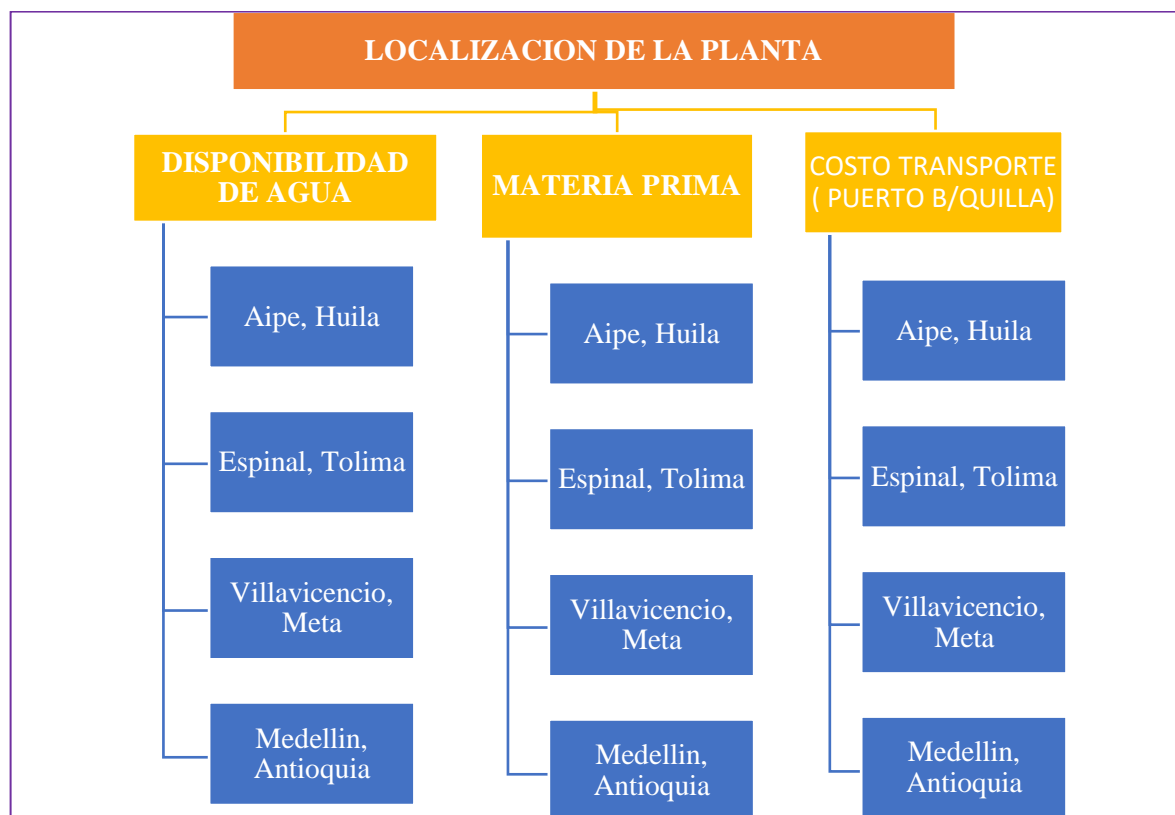 LOCALIZACION DE LA PLANTA
DISPONIBILIDAD
DE AGUA
Aipe, Huila
Espinal, Tolima
Villavicencio,
Meta
Medellin,
Antioquia
MATERIA PRIMA
Aipe, Huila
Espinal, Tolima
Villavicencio,
Meta
Medellin,
Antioquia
COSTO TRANSPORTE
( PUERTO B/QUILLA)
Aipe, Huila
Espinal, Tolima
Villavicencio,
Meta
Medellin,
Antioquia